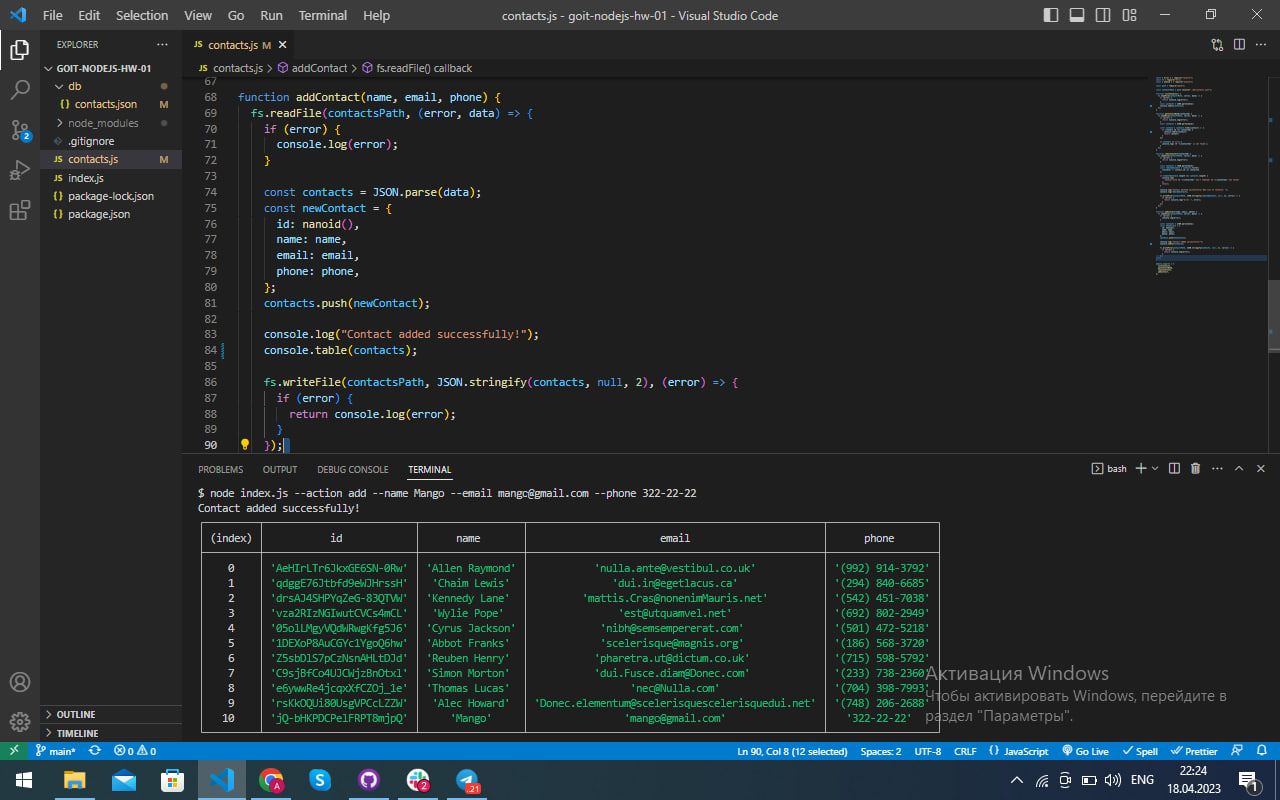 File Edit Selection View Go Run Terminal Help contacts.js - goit-nodejs-hw-01 - Visual Studio Code
EXPLORER
GOIT-NODEJS-HW-01
db
contacts.json M
node_modules
.gitignore
JS contacts.js M
JS index.js
package-lock.json
package.json
OUTLINE
TIMELINE
2
JS contacts.js M
JS contacts.js > addContact > fs.readFile() callback
67
68 function addContact(name, email, phone) {
69 fs.readFile(contactsPath, (error, data) => {
70 if (error) {
71 console.log(error);
72 }
73
74 const contacts = JSON.parse(data);
75 const newContact = {
76 id: nanoid(),
77 name: name,
78 email: email,
79 phone: phone,
80 };
81 contacts.push(newContact);
82
83 console.log("Contact added successfully!");
84 console.table(contacts);
85
86 fs.writeFile(contactsPath, JSON.stringify(contacts, null, 2), (error) => {
87 if (error) {
88 return console.log(error);
89 }
90 });
PROBLEMS OUTPUT DEBUG CONSOLE TERMINAL bash
$ node index.js --action add --name Mango --email mango@gmail.com --phone 322-22-22
Contact added successfully!
(index) id name email phone
0 'AeHIrLTr6JkxGE6SN-0Rw' 'Allen Raymond' 'nulla.ante@vestibul.co.uk' '(992) 914-3792'
1 'qdggE76Jtbfd9eWJHrssH' 'Chaim Lewis' 'dui.in@egetlacus.ca' '(294) 840-6685'
2 'drsAJ4SHPYqZeG-83QTVW' 'Kennedy Lane' 'mattis.Cras@nonenimMauris.net' '(542) 451-7038'
3 'vza2RIzNGIwutCVCs4mCL' 'Wylie Pope' 'est@utquamvel.net' '(692) 802-2949'
4 '05olLMgyVQdWRwgKfg5J6' 'Cyrus Jackson' 'nibh@semsempererat.com' '(501) 472-5218'
5 '1DEXoP8AuCGYc1YgoQ6hw' 'Abbot Franks' 'scelerisque@magnis.org' '(186) 568-3720'
6 'Z5sbDlS7pCzNsnAHLtDJd' 'Reuben Henry' 'pharetra.ut@dictum.co.uk' '(715) 598-5792'
7 'C9sjBfCo4UJCWjzBnOtxl' 'Simon Morton' 'dui.Fusce.diam@Donec.com' '(233) 738-2360'
8 'e6ywwRe4jcqxXfCZOj_1e' 'Thomas Lucas' 'nec@Nulla.com' '(704) 398-7993'
9 'rsKkOQUi80UsgVPCcLZZW' 'Alec Howard' 'Donec.elementum@scelerisquescelerisquedui.net' '(748) 206-2688'
10 'jQ-bHKPDCPelFRPT8mjpQ' 'Mango' 'mango@gmail.com' '322-22-22'
Активация Windows
Чтобы активировать Windows, перейдите в
раздел "Параметры".
main* 0 0 Ln 90, Col 8 (12 selected) Spaces: 2 UTF-8 CRLF JavaScript Go Live Spell Prettier
A S 2 .21 ENG 22:24
18.04.2023 1